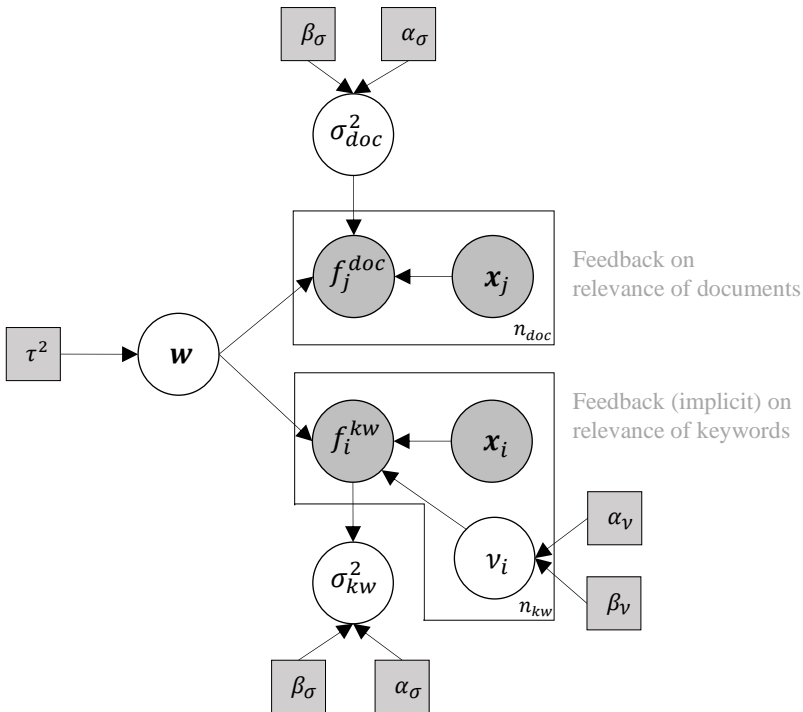 β_σ
α_σ
σ²_doc
f_j^doc
x_j
n_doc
Feedback on
relevance of documents
τ²
w
f_i^kw
x_i
Feedback (implicit) on
relevance of keywords
α_ν
ν_i
σ²_kw
n_kw
β_ν
β_σ
α_σ